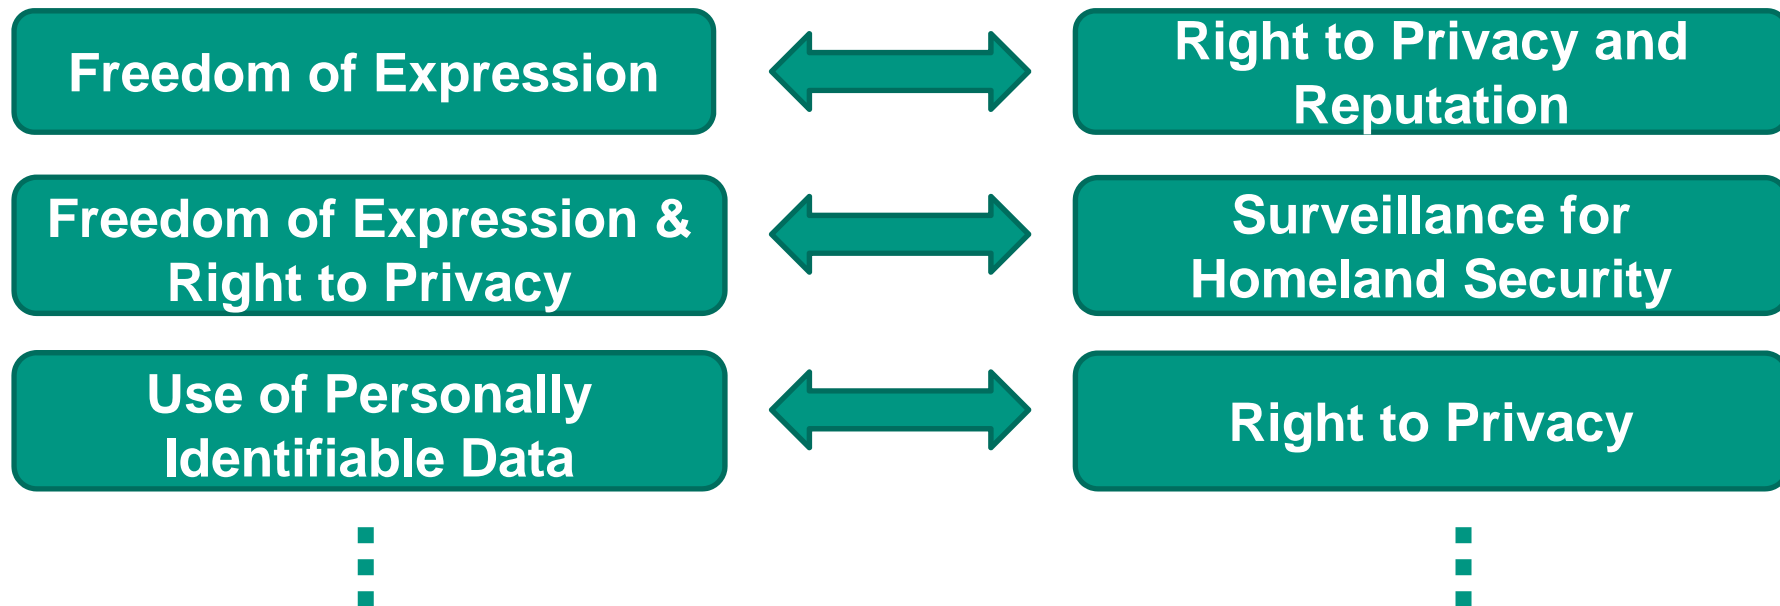 Freedom of Expression
Right to Privacy and
Reputation
Freedom of Expression &
Right to Privacy
Surveillance for
Homeland Security
Use of Personally
Identifiable Data
Right to Privacy